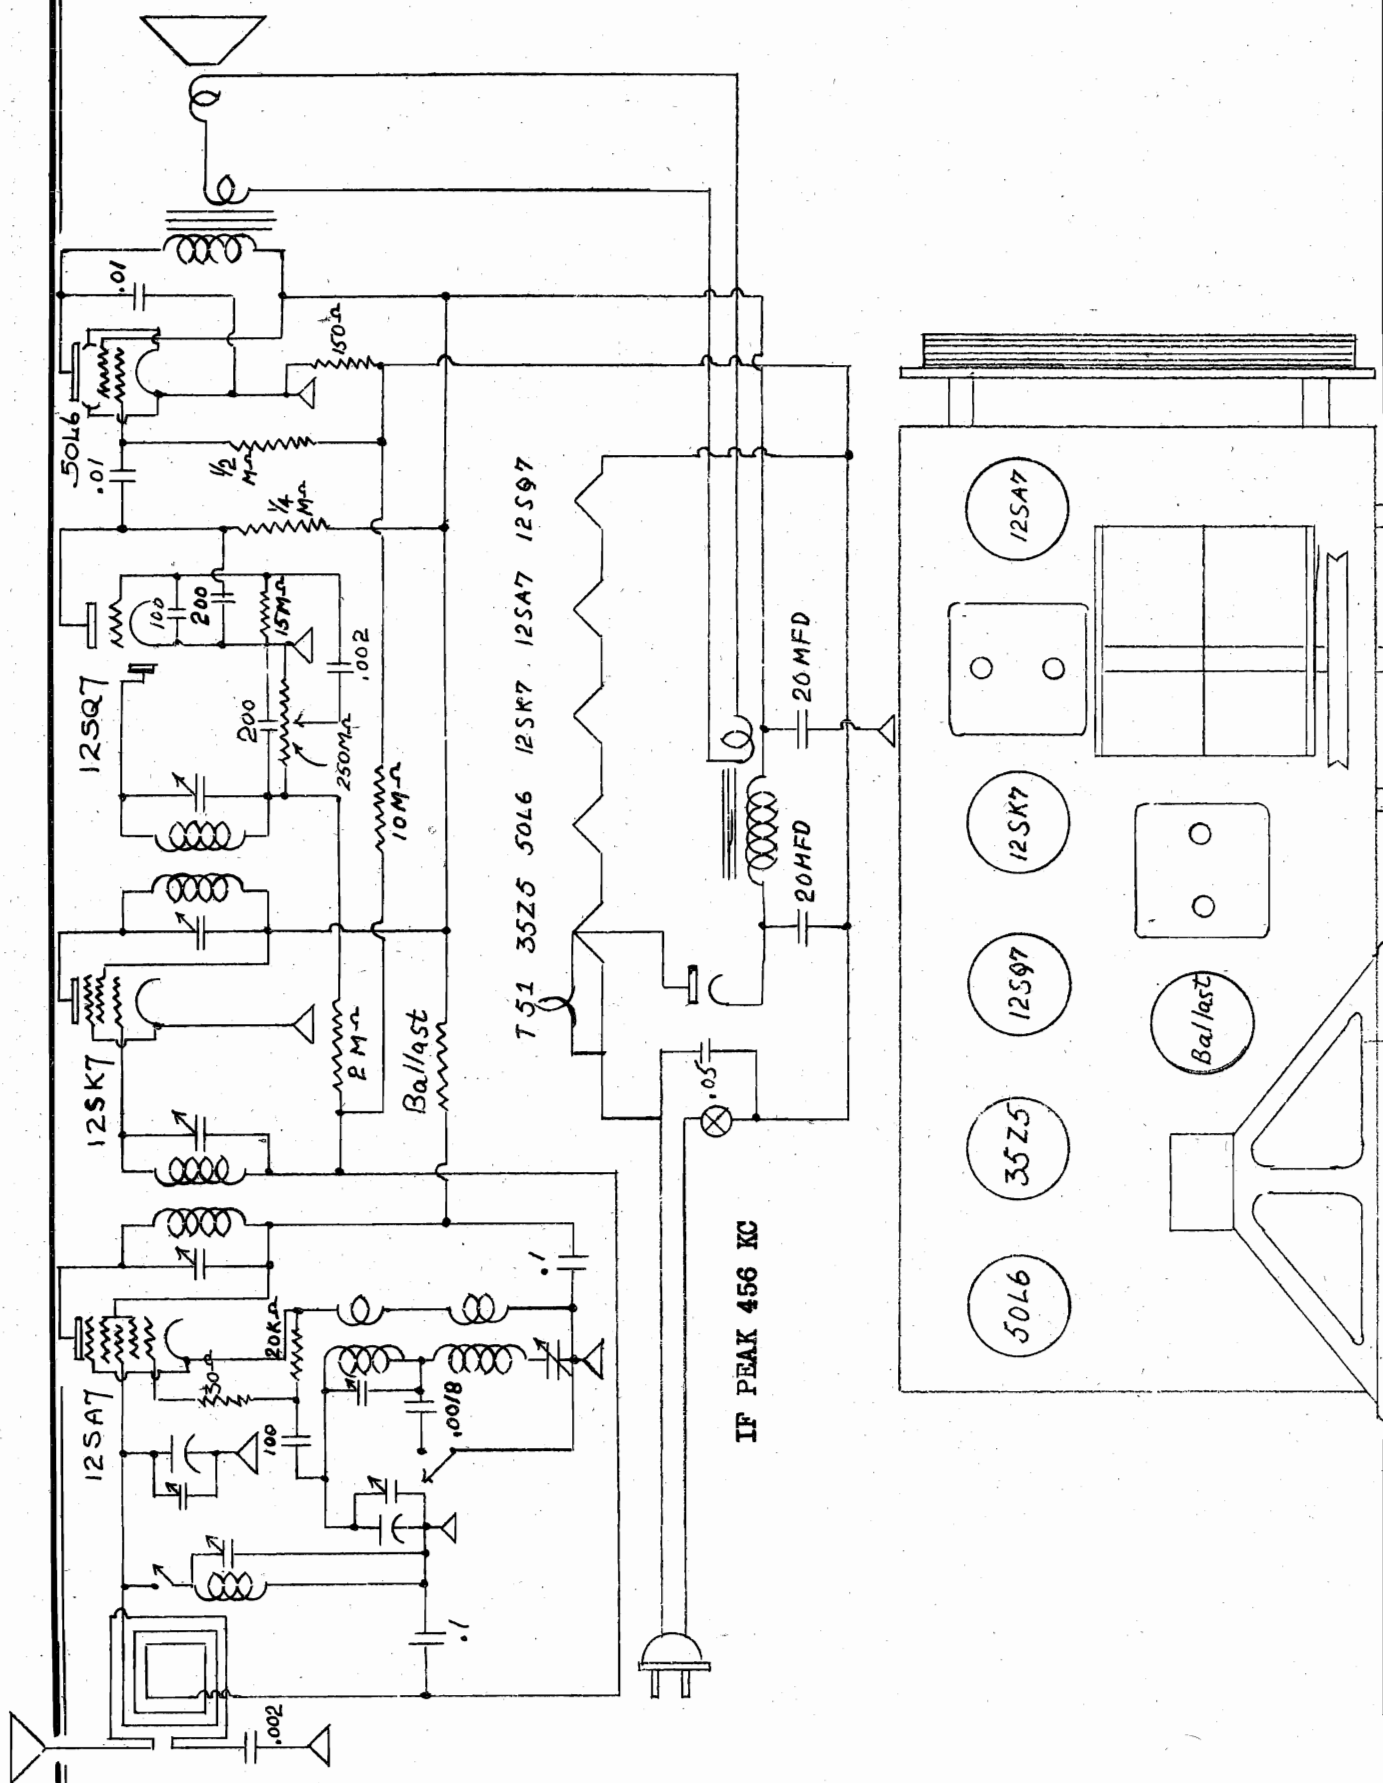 50L6
.01
.01
150Ω
½ MΩ
¼ MΩ
12SQ7
100
200
15MΩ
.002
200
250MΩ
10MΩ
12SK7
2 MΩ
Ballast
12SA7
20KΩ
100
.0018
.1
.1
.002
T51 35Z5 50L6 12SK7. 12SA7 12SQ7
20MFD
20MFD
.05
IF PEAK 456 KC
50L6
35Z5
12SQ7
12SK7
12SA7
Ballast